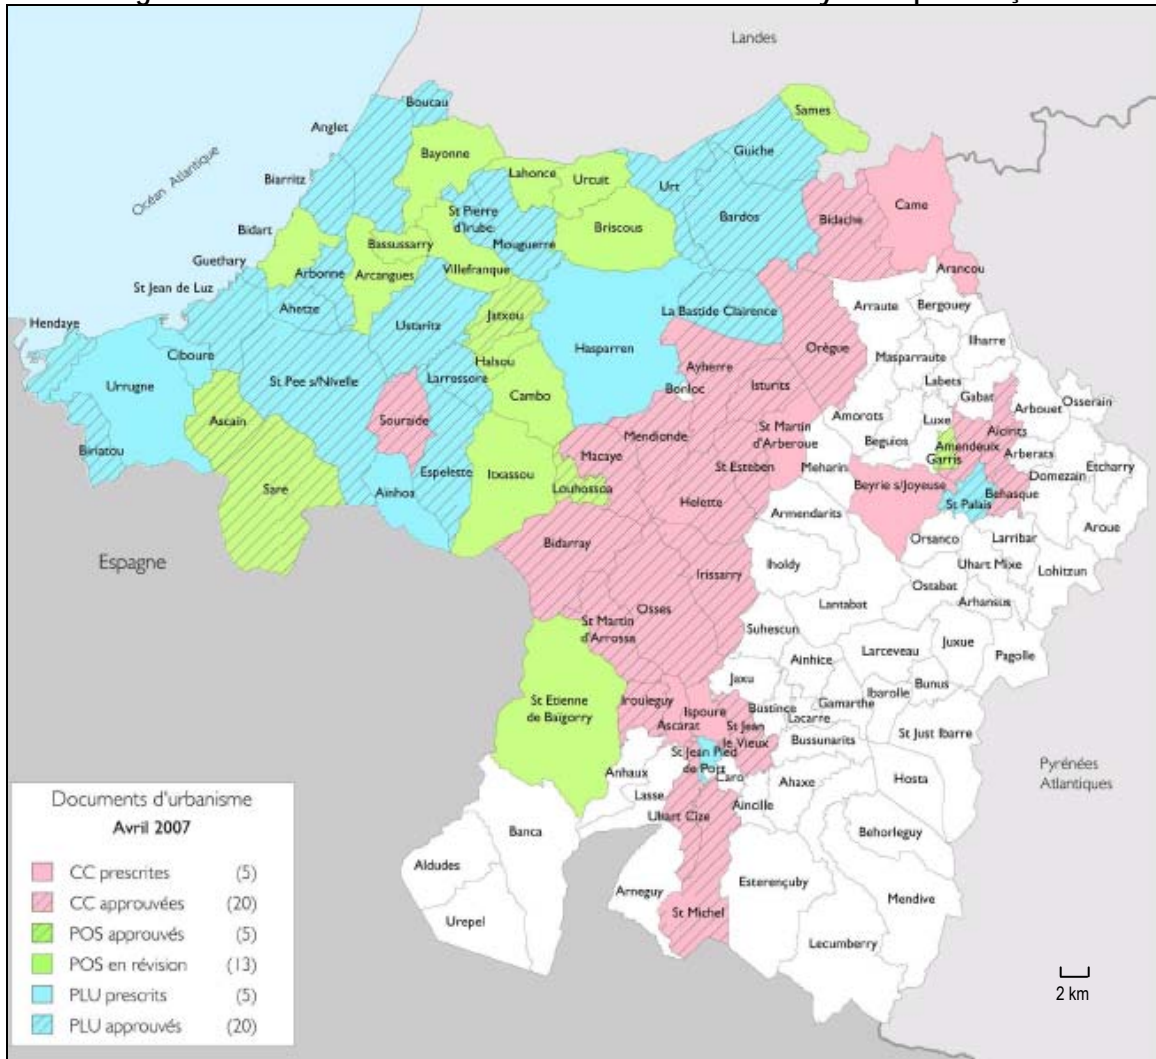 Landes
Océan Atlantique
Boucau
Anglet
Sames
Bayonne
Guiche
Biarritz
Lahonce
Urcuit
Urt
Came
St Pierre
d'Irube
Bardos
Bidache
Bidart
Briscous
Bassussarry
Mouguerre
Guethary
Arbonne
Arcangues
Villefranque
Arancou
St Jean de Luz
Ahetze
Arraute
Bergouey
Hendaye
Ustaritz
Jatxou
La Bastide Clairence
Ilharre
Ciboure
Hasparren
Orègue
Masparraute
Urrugne
St Pee s/Nivelle
Larressore
Halsou
Ayherre
Isturits
Labets
Gabat
Bonloc
Cambo
Arbouet
Osserain
Ascain
Souraide
Amorots
Luxe
Aicirits
Biriatou
Mendionde
St Martin
d'Arberoue
Beguios
Amendeuix
Garris
Arberats
Macaye
St Esteben
Meharin
Etcharry
Espelette
Itxassou
Domezain
Sare
Ainhoa
Louhossoa
Helette
Beyrie s/Joyeuse
St Palais
Behasque
Armendarits
Aroue
Espagne
Bidarray
Orsanco
Larribar
Iholdy
Uhart Mixe
Irissarry
Lohitzun
Ostabat
Osses
Lantabat
Arhansus
St Martin
d'Arrossa
Suhescun
Juxue
Larceveau
Ainhice
Pagolle
Jaxu
Bunus
St Etienne
de Baïgorry
Irouleguy
Ibarolle
Ispoure
Bustince
Gamarthe
Ascarat
St Jean
le Vieux
Lacarre
St Just Ibarre
Bussunarits
St Jean Pied
de Port
Anhaux
Caro
Ahaxe
Hosta
Pyrénées
Atlantiques
Lasse
Aincille
Uhart Cize
Banca
Behorleguy
Aldudes
Esterençuby
Arneguy
Mendive
Urepel
St Michel
Lecumberry
Documents d'urbanisme
Avril 2007
CC prescrites (5)
CC approuvées (20)
POS approuvés (5)
POS en révision (13)
PLU prescrits (5)
PLU approuvés (20)
2 km